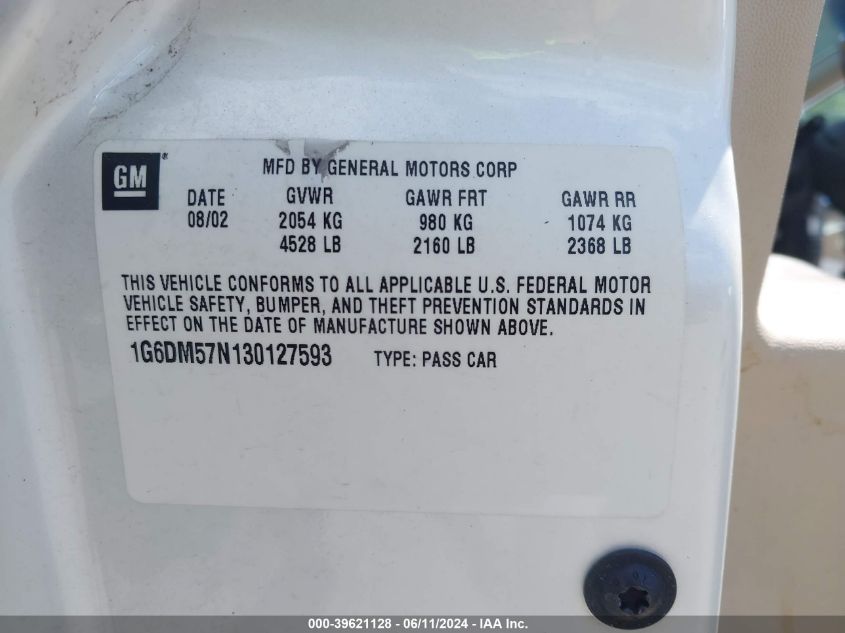 GM®
MFD BY GENERAL MOTORS CORP
DATE GVWR GAWR FRT GAWR RR
08/02 2054 KG 980 KG 1074 KG
4528 LB 2160 LB 2368 LB
THIS VEHICLE CONFORMS TO ALL APPLICABLE U.S. FEDERAL MOTOR
VEHICLE SAFETY, BUMPER, AND THEFT PREVENTION STANDARDS IN
EFFECT ON THE DATE OF MANUFACTURE SHOWN ABOVE.
1G6DM57N130127593 TYPE: PASS CAR
000-39621128 - 06/11/2024 - IAA Inc.